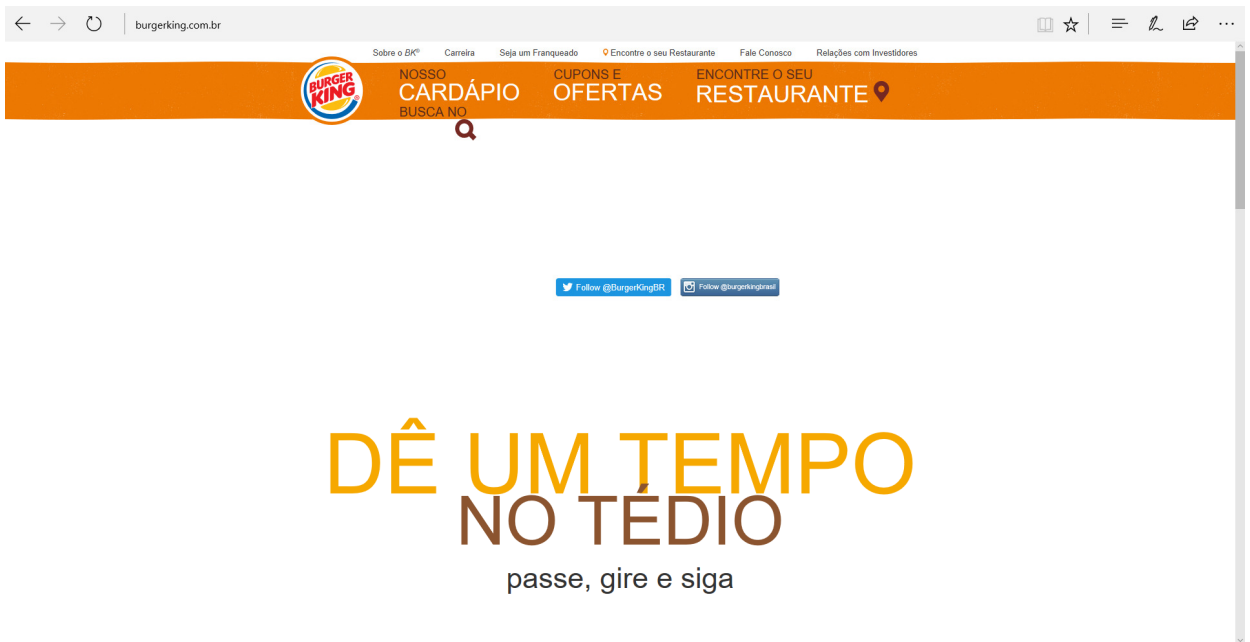 burgerking.com.br
Sobre o BK® Carreira Seja um Franqueado Encontre o seu Restaurante Fale Conosco Relações com Investidores
BURGER
KING
NOSSO
CARDÁPIO
BUSCA NO
CUPONS E
OFERTAS
ENCONTRE O SEU
RESTAURANTE
Follow @BurgerKingBR
Follow @burgerkingbrasil
DÊ UM TEMPO
NO TÉDIO
passe, gire e siga